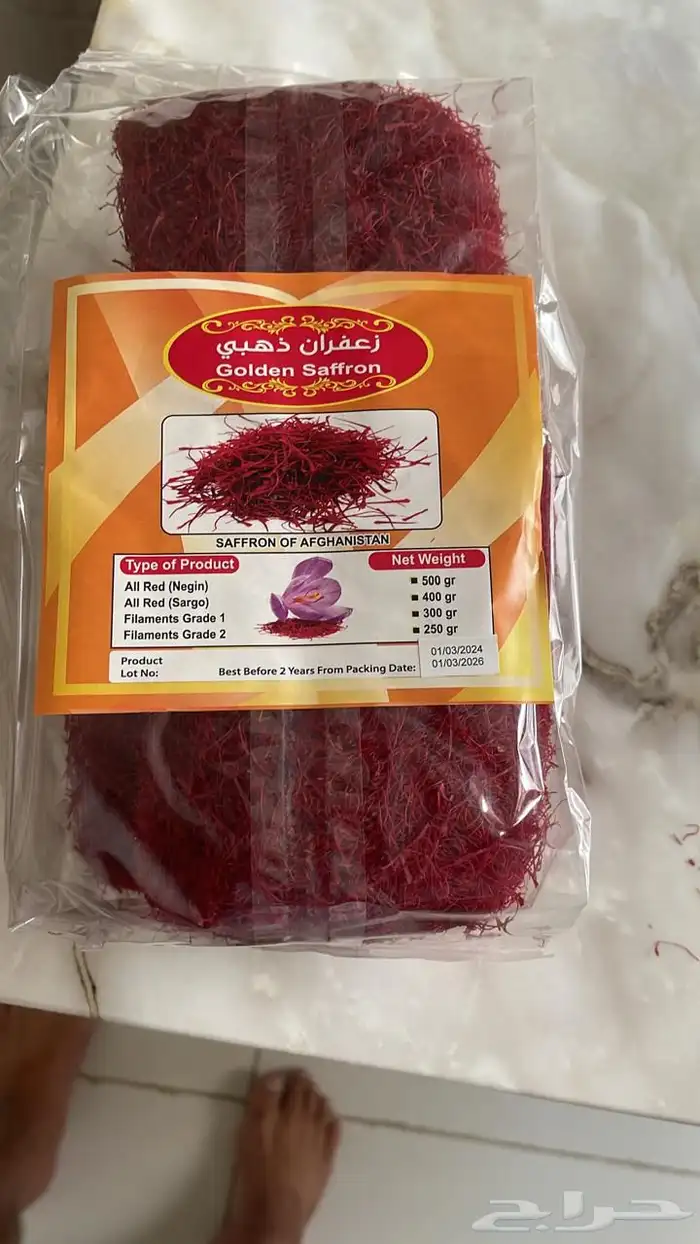 زعفران ذهبي
Golden Saffron
SAFFRON OF AFGHANISTAN
Type of Product
Net Weight
All Red (Negin)
500 gr
All Red (Sargo)
400 gr
Filaments Grade 1
300 gr
Filaments Grade 2
250 gr
Product
Lot No:
Best Before 2 Years From Packing Date:
01/03/2024
01/03/2026
حراج